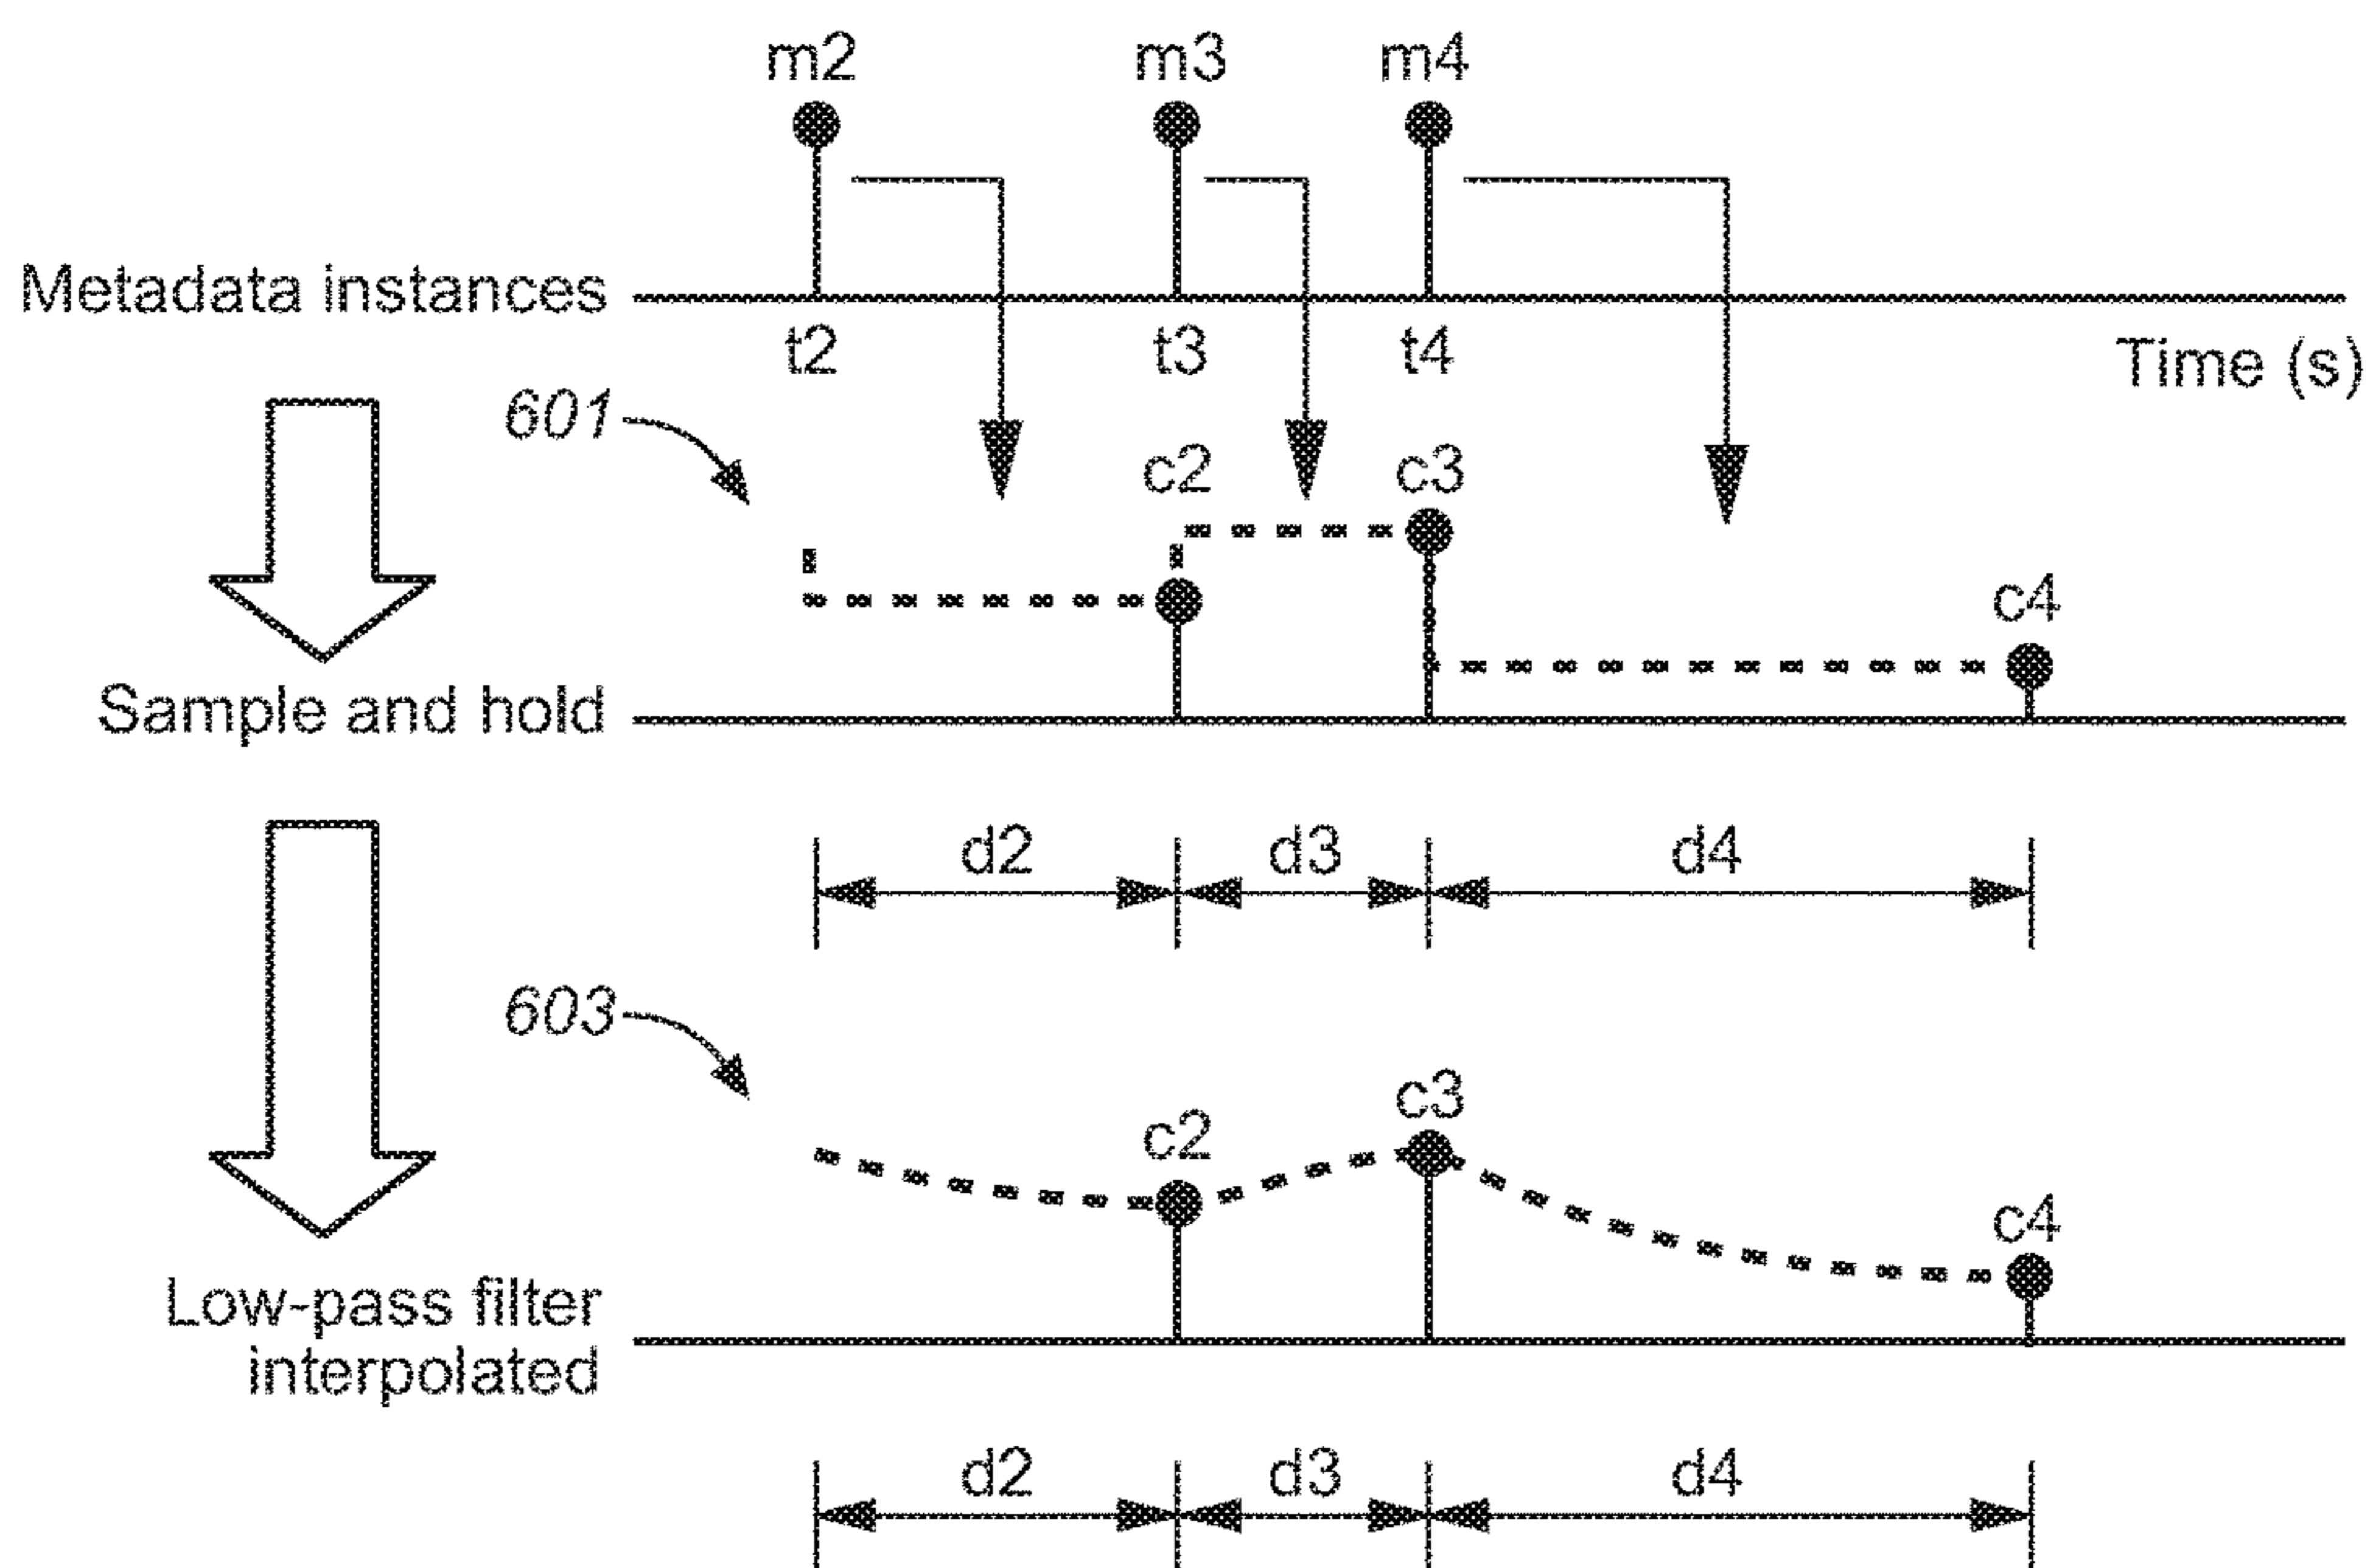 m2 m3 m4
Metadata instances
t2 t3 t4
Time (s)
601
c2 c3
c4
Sample and hold
d2 d3 d4
603
c2 c3
c4
Low-pass filter
interpolated
d2 d3 d4